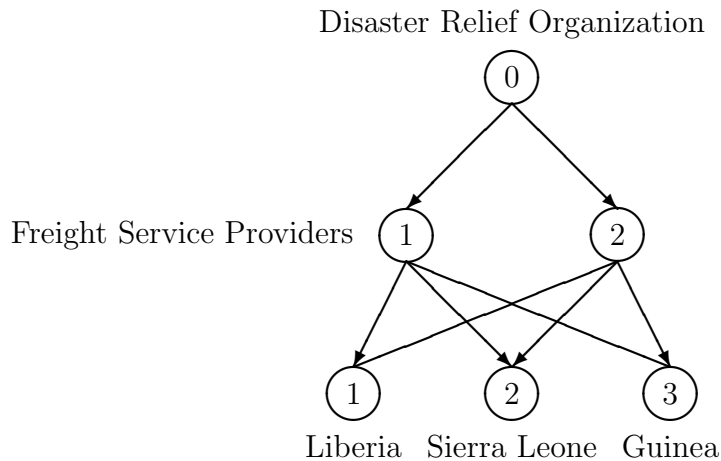 Disaster Relief Organization
0
Freight Service Providers 1 2
1 2 3
Liberia Sierra Leone Guinea